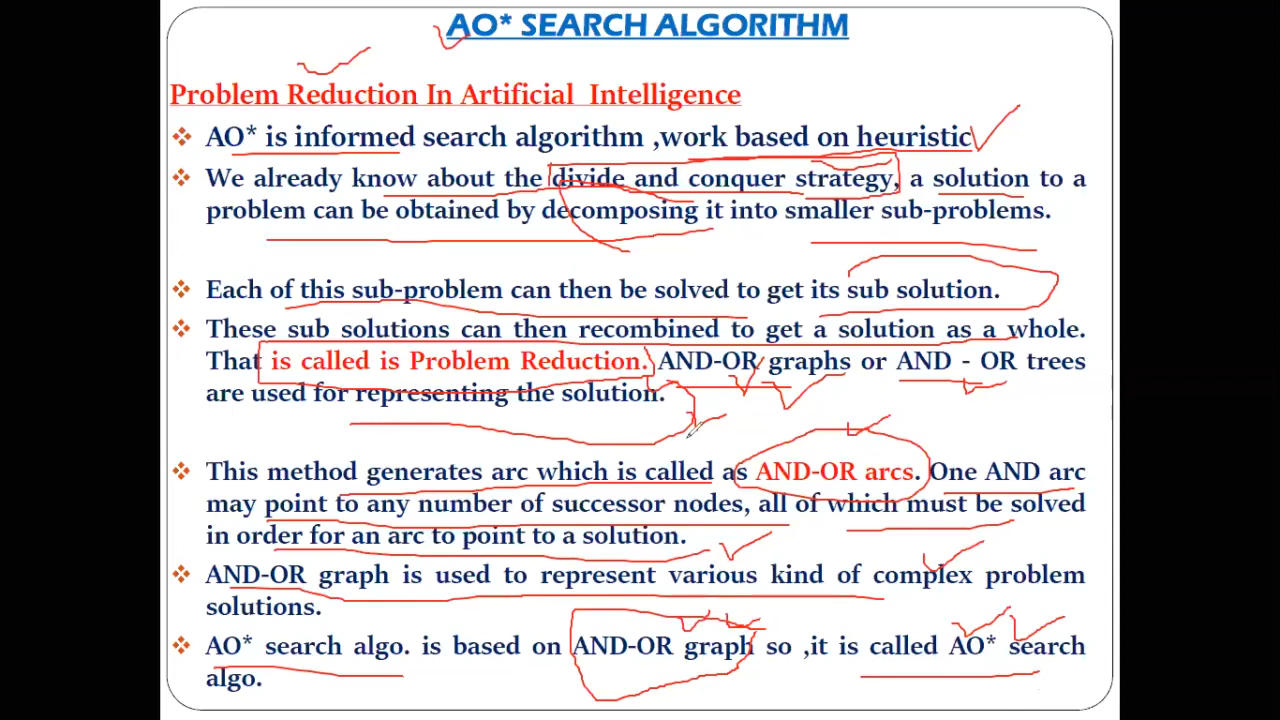 AO* SEARCH ALGORITHM
Problem Reduction In Artificial Intelligence
❖ AO* is informed search algorithm ,work based on heuristic
❖ We already know about the divide and conquer strategy, a solution to a
problem can be obtained by decomposing it into smaller sub-problems.
❖ Each of this sub-problem can then be solved to get its sub solution.
❖ These sub solutions can then recombined to get a solution as a whole.
That is called is Problem Reduction. AND-OR graphs or AND - OR trees
are used for representing the solution.
❖ This method generates arc which is called as AND-OR arcs. One AND arc
may point to any number of successor nodes, all of which must be solved
in order for an arc to point to a solution.
❖ AND-OR graph is used to represent various kind of complex problem
solutions.
❖ AO* search algo. is based on AND-OR graph so ,it is called AO* search
algo.